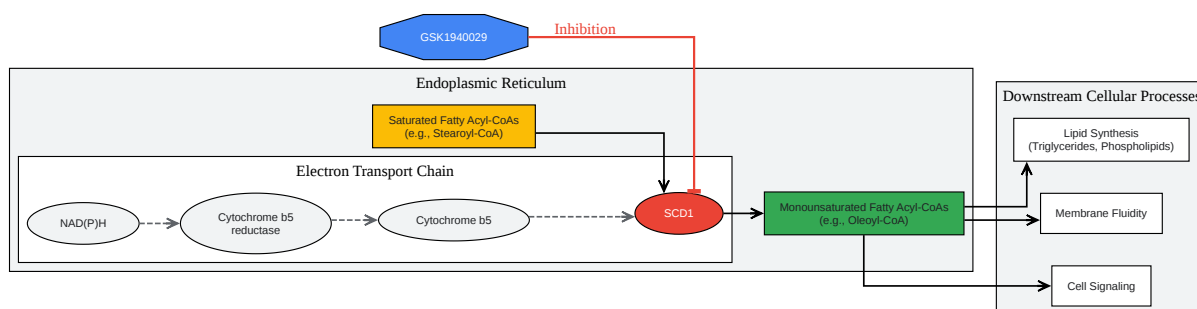 GSK1940029
Inhibition
Endoplasmic Reticulum
Downstream Cellular Processes
Saturated Fatty Acyl-CoAs
(e.g., Stearoyl-CoA)
Lipid Synthesis
(Triglycerides, Phospholipids)
Electron Transport Chain
NAD(P)H
Cytochrome b5
reductase
Cytochrome b5
SCD1
Monounsaturated Fatty Acyl-CoAs
(e.g., Oleoyl-CoA)
Membrane Fluidity
Cell Signaling